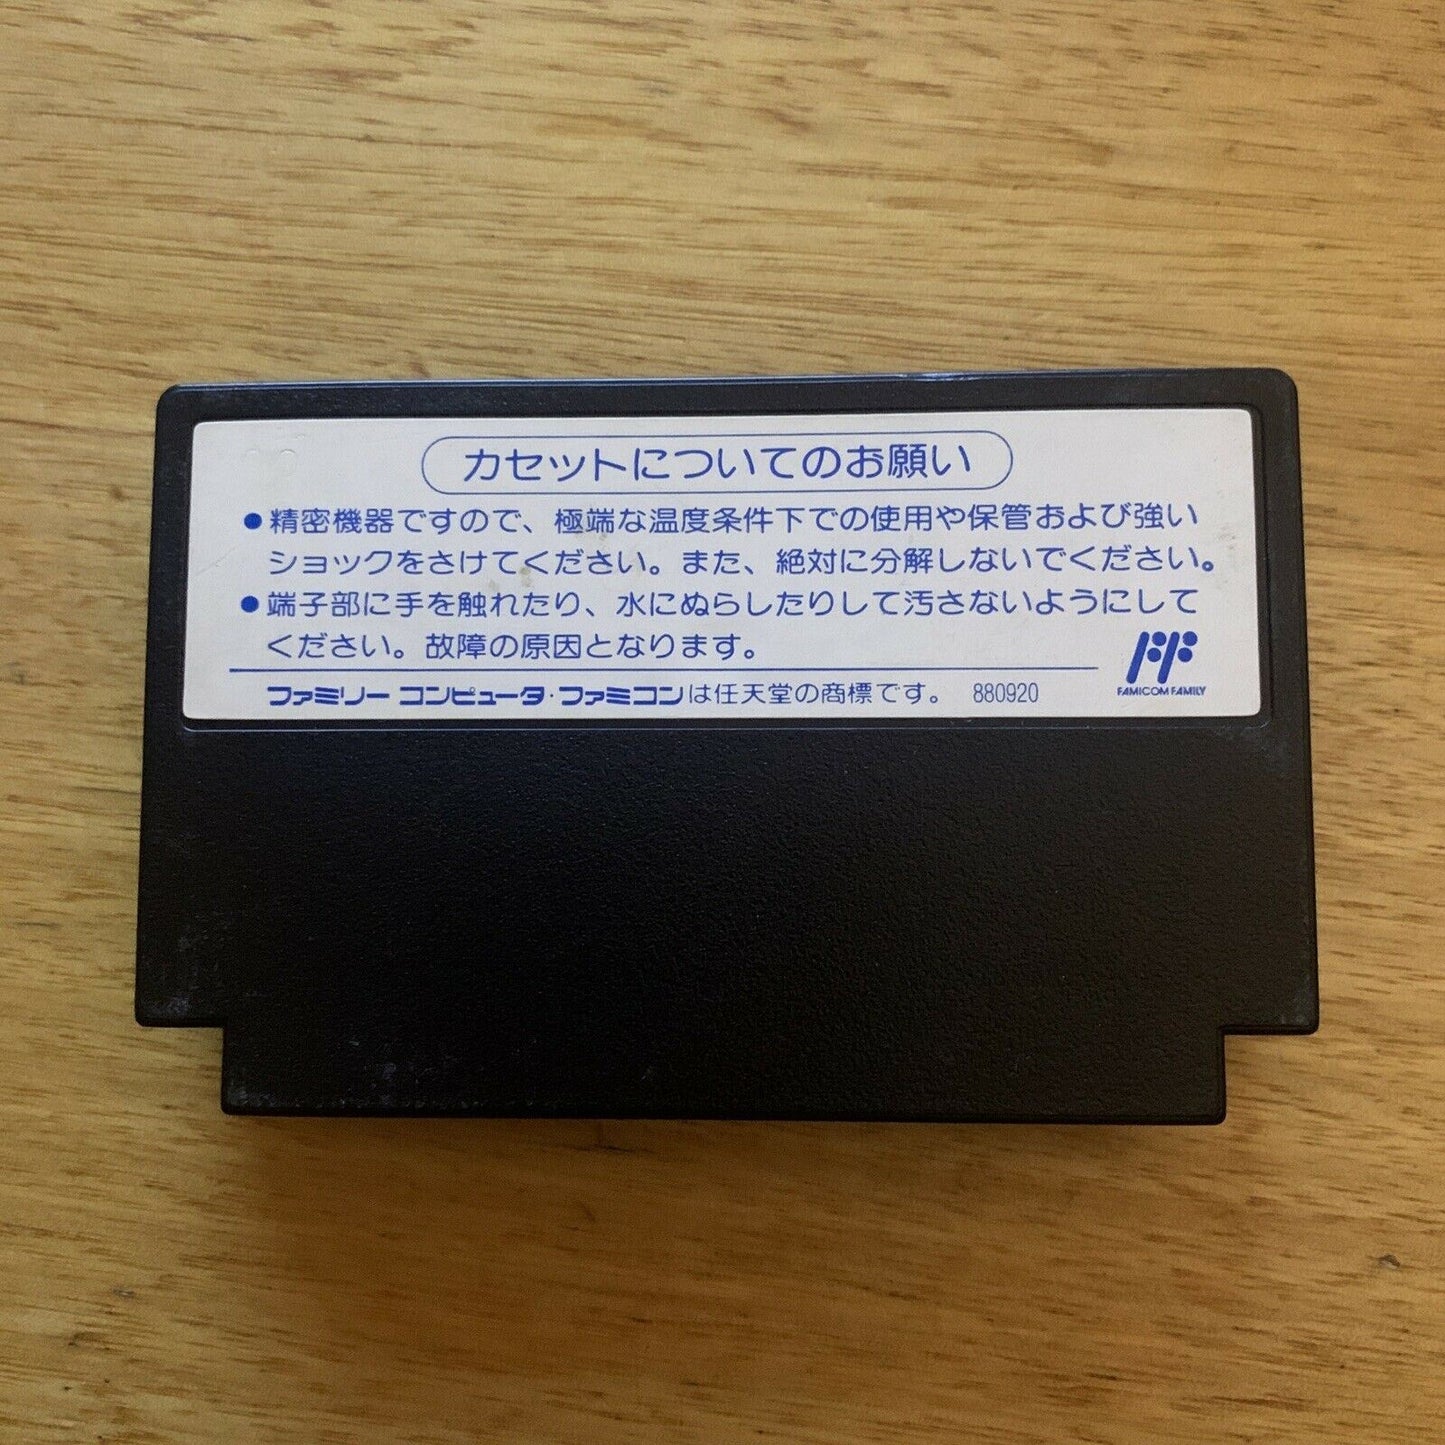 カセットについてのお願い
●精密機器ですので、極端な温度条件下での使用や保管および強い
ショックをさけてください。また、絶対に分解しないでください。
●端子部に手を触れたり、水にぬらしたりして汚さないようにして
ください。故障の原因となります。
ファミリー コンピュータ・ファミコンは任天堂の商標です。 880920
FAMICOM FAMILY